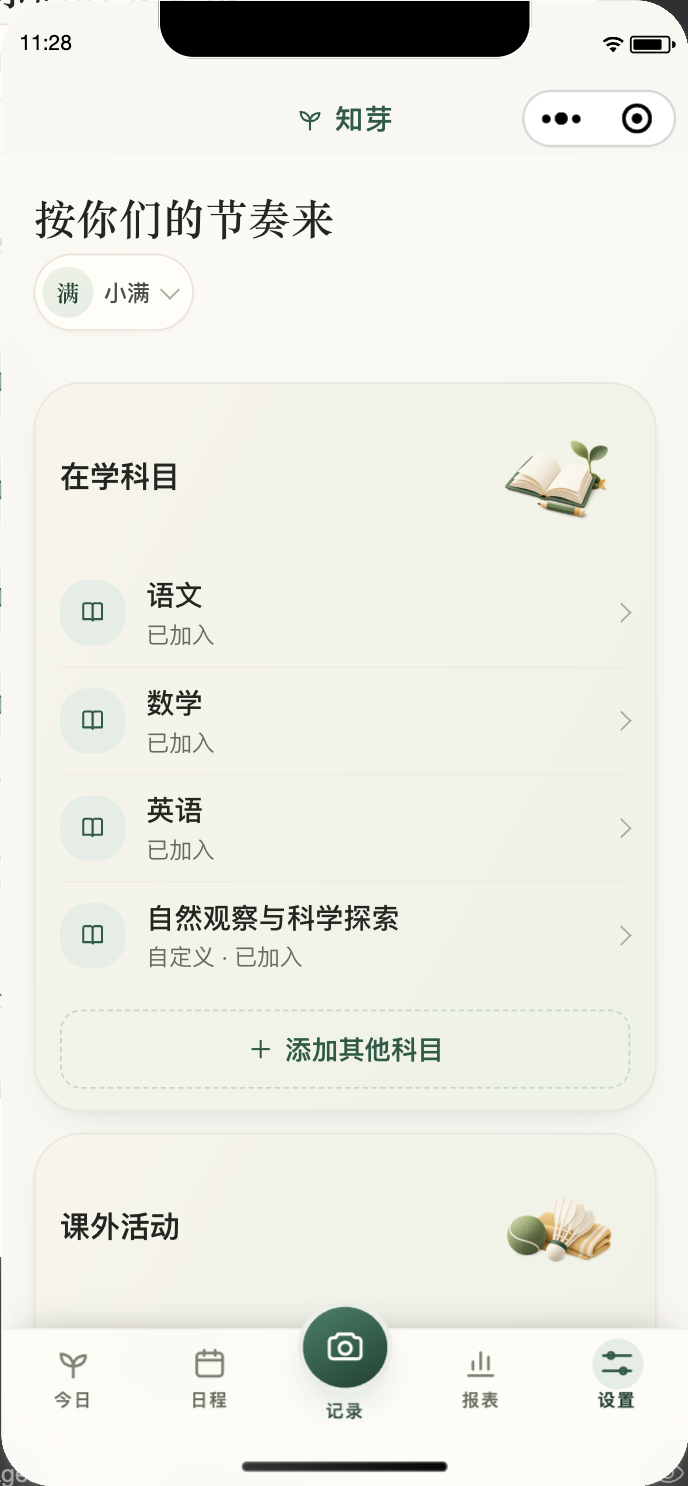 11:28
知芽
按你们的节奏来
满 小满
在学科目
语文
已加入
数学
已加入
英语
已加入
自然观察与科学探索
自定义 · 已加入
+ 添加其他科目
课外活动
今日 日程 记录 报表 设置